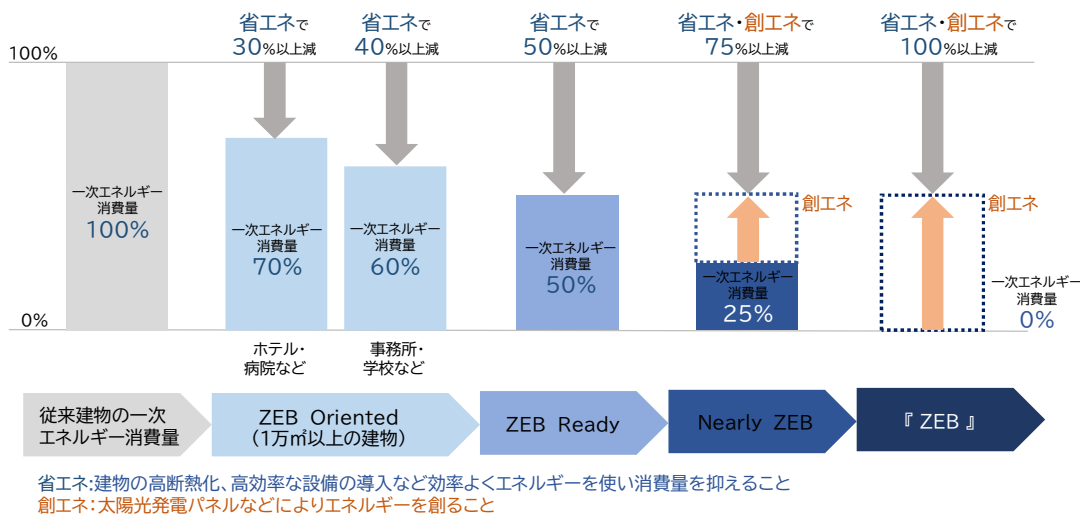 省エネで
30%以上減
省エネで
40%以上減
省エネで
50%以上減
省エネ・創エネで
75%以上減
省エネ・創エネで
100%以上減
100%
一次エネルギー
消費量
100%
一次エネルギー
消費量
70%
一次エネルギー
消費量
60%
一次エネルギー
消費量
50%
創エネ
一次エネルギー
消費量
25%
創エネ
一次エネルギー
消費量
0%
0%
ホテル・
病院など
事務所・
学校など
従来建物の一次
エネルギー消費量
ZEB Oriented
(1万㎡以上の建物)
ZEB Ready
Nearly ZEB
『 ZEB 』
省エネ:建物の高断熱化、高効率な設備の導入など効率よくエネルギーを使い消費量を抑えること
創エネ:太陽光発電パネルなどによりエネルギーを創ること